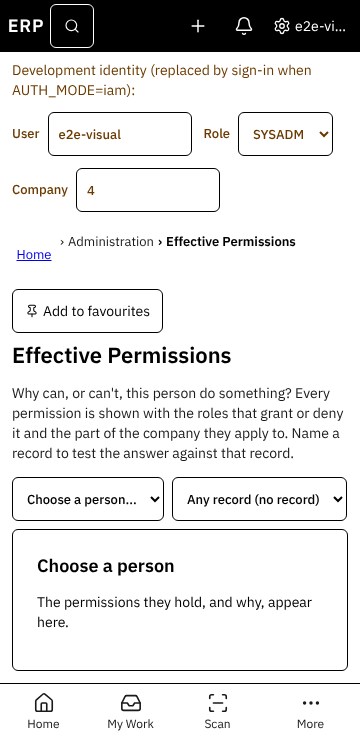 ERP
e2e-vi...
Development identity (replaced by sign-in when
AUTH_MODE=iam):
User e2e-visual Role SYSADM
Company 4
Home › Administration › Effective Permissions
Add to favourites
Effective Permissions
Why can, or can't, this person do something? Every
permission is shown with the roles that grant or deny
it and the part of the company they apply to. Name a
record to test the answer against that record.
Choose a person... Any record (no record)
Choose a person
The permissions they hold, and why, appear
here.
Home My Work Scan More